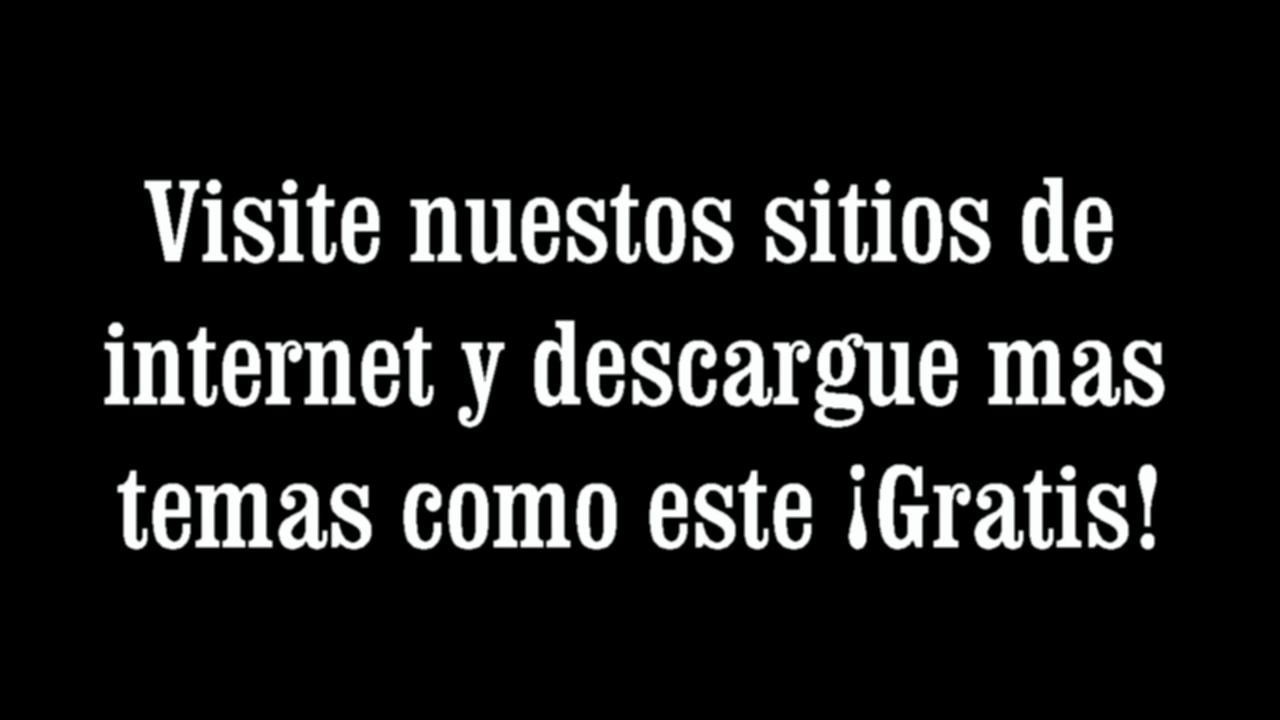 Visite nuestos sitios de
internet y descargue mas
temas como este ¡Gratis!